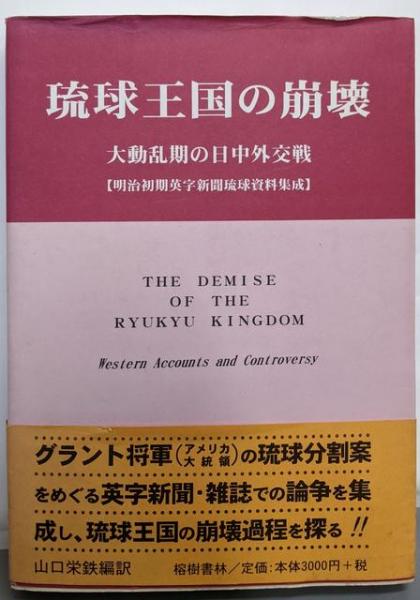 琉球王国の崩壊
大動乱期の日中外交戦
【明治初期英字新聞琉球資料集成】
THE DEMISE
OF THE
RYUKYU KINGDOM
Western Accounts and Controversy
グラント将軍(アメリカ大統領)の琉球分割案
をめぐる英字新聞・雑誌での論争を集
成し、琉球王国の崩壊過程を探る!!
山口栄鉄編訳 榕樹書林/定価:本体3000円+税